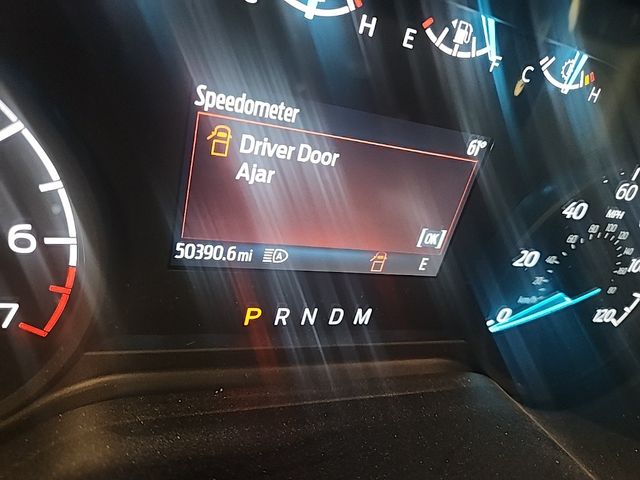 H E F C H
Speedometer
61°
Driver Door
Ajar
[OK]
50390.6 mi A E
P R N D M
6
7
20 40 60
MPH
0 120